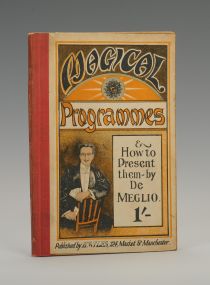 MAGICAL
Programmes
& How to
Present
them - by
De
MEGLIO.
1/-
Published by
Market St Manchester.